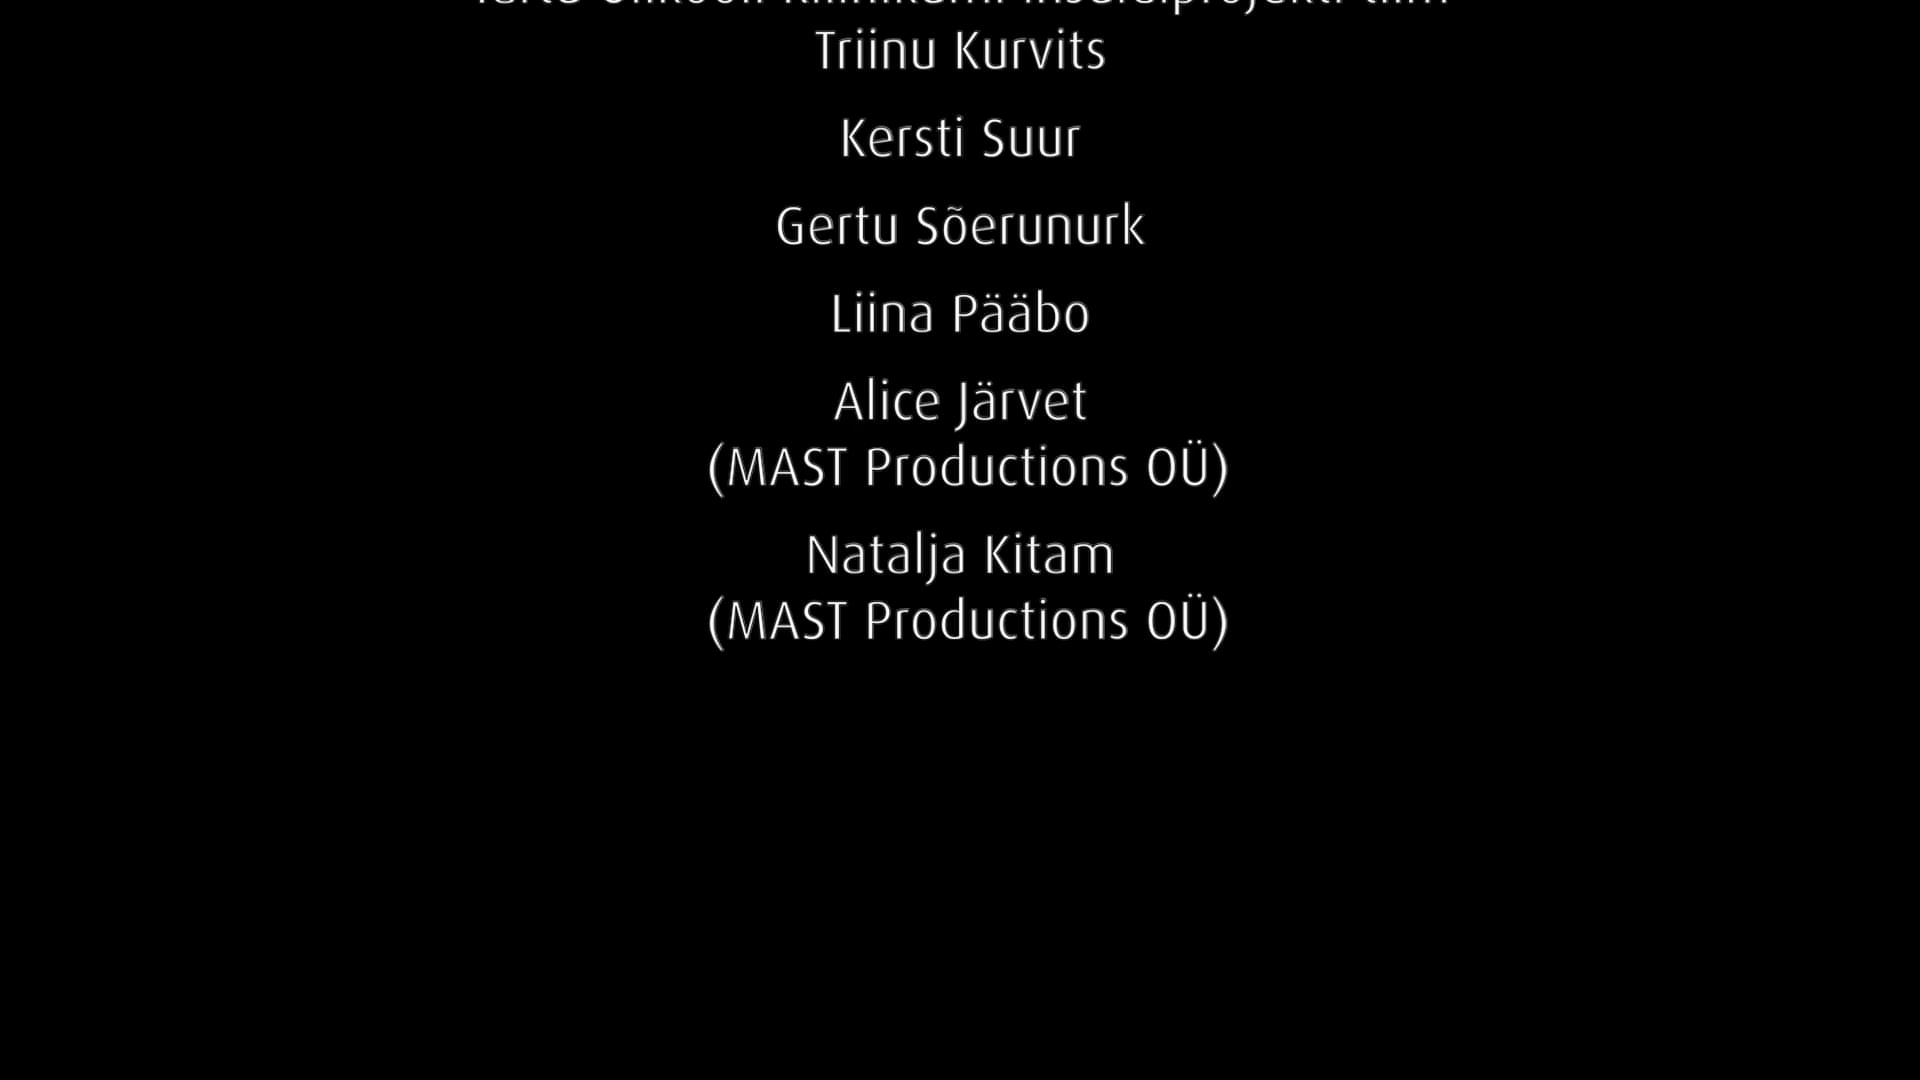 Triinu Kurvits
Kersti Suur
Gertu Sõerunurk
Liina Pääbo
Alice Järvet
(MAST Productions OÜ)
Natalja Kitam
(MAST Productions OÜ)